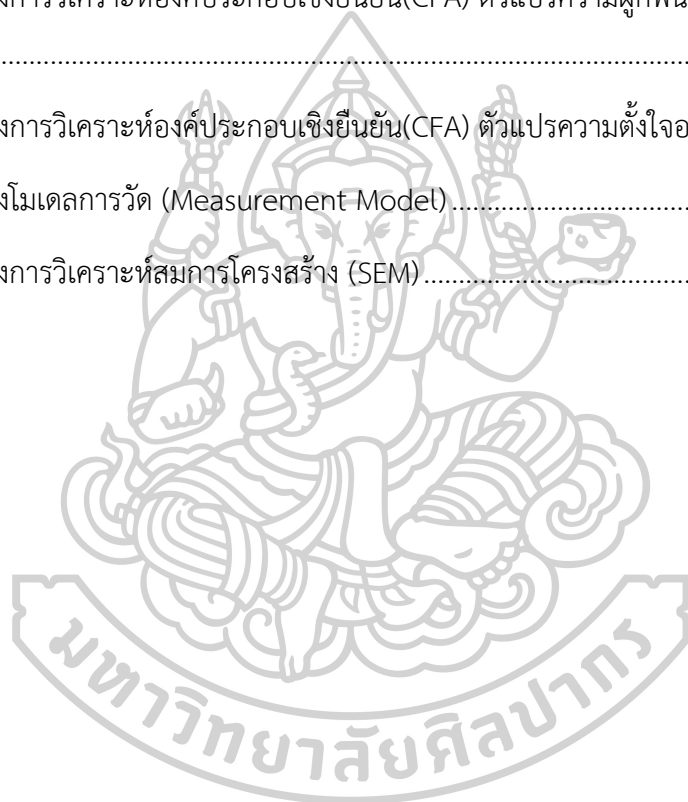 งการวิเคราะห์องค์ประกอบเชิงยืนยัน(CFA) ตัวแปรความผูกพัน
................................................................................
งการวิเคราะห์องค์ประกอบเชิงยืนยัน(CFA) ตัวแปรความตั้งใจอ
งโมเดลการวัด (Measurement Model)...........................
งการวิเคราะห์สมการโครงสร้าง (SEM)..............................
มหาวิทยาลัยศิลปากร